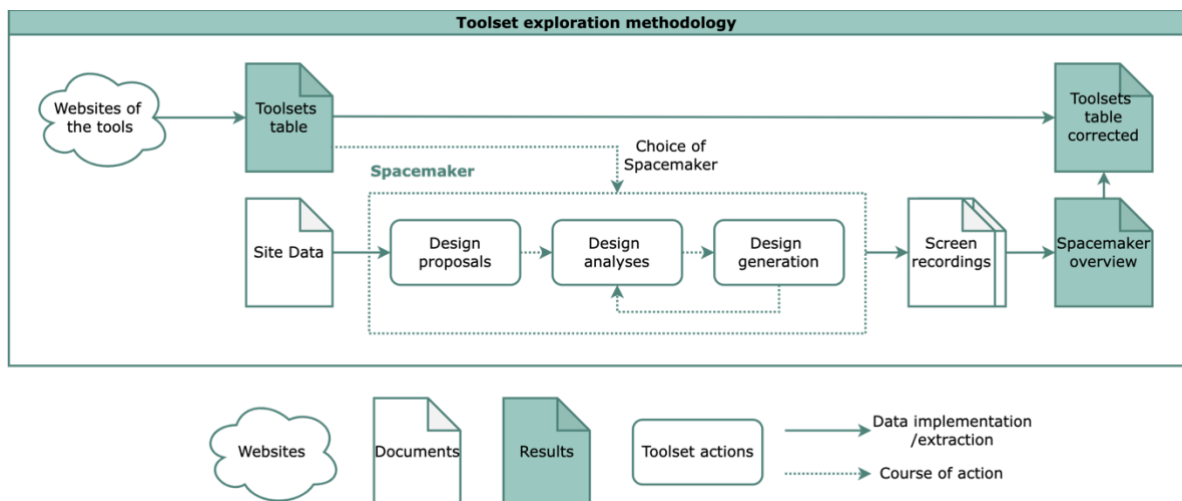 Toolset exploration methodology
Websites of
the tools
Toolsets
table
Toolsets
table
corrected
Choice of
Spacemaker
Spacemaker
Site Data
Design
proposals
Design
analyses
Design
generation
Screen
recordings
Spacemaker
overview
Websites
Documents
Results
Toolset actions
Data implementation
/extraction
Course of action